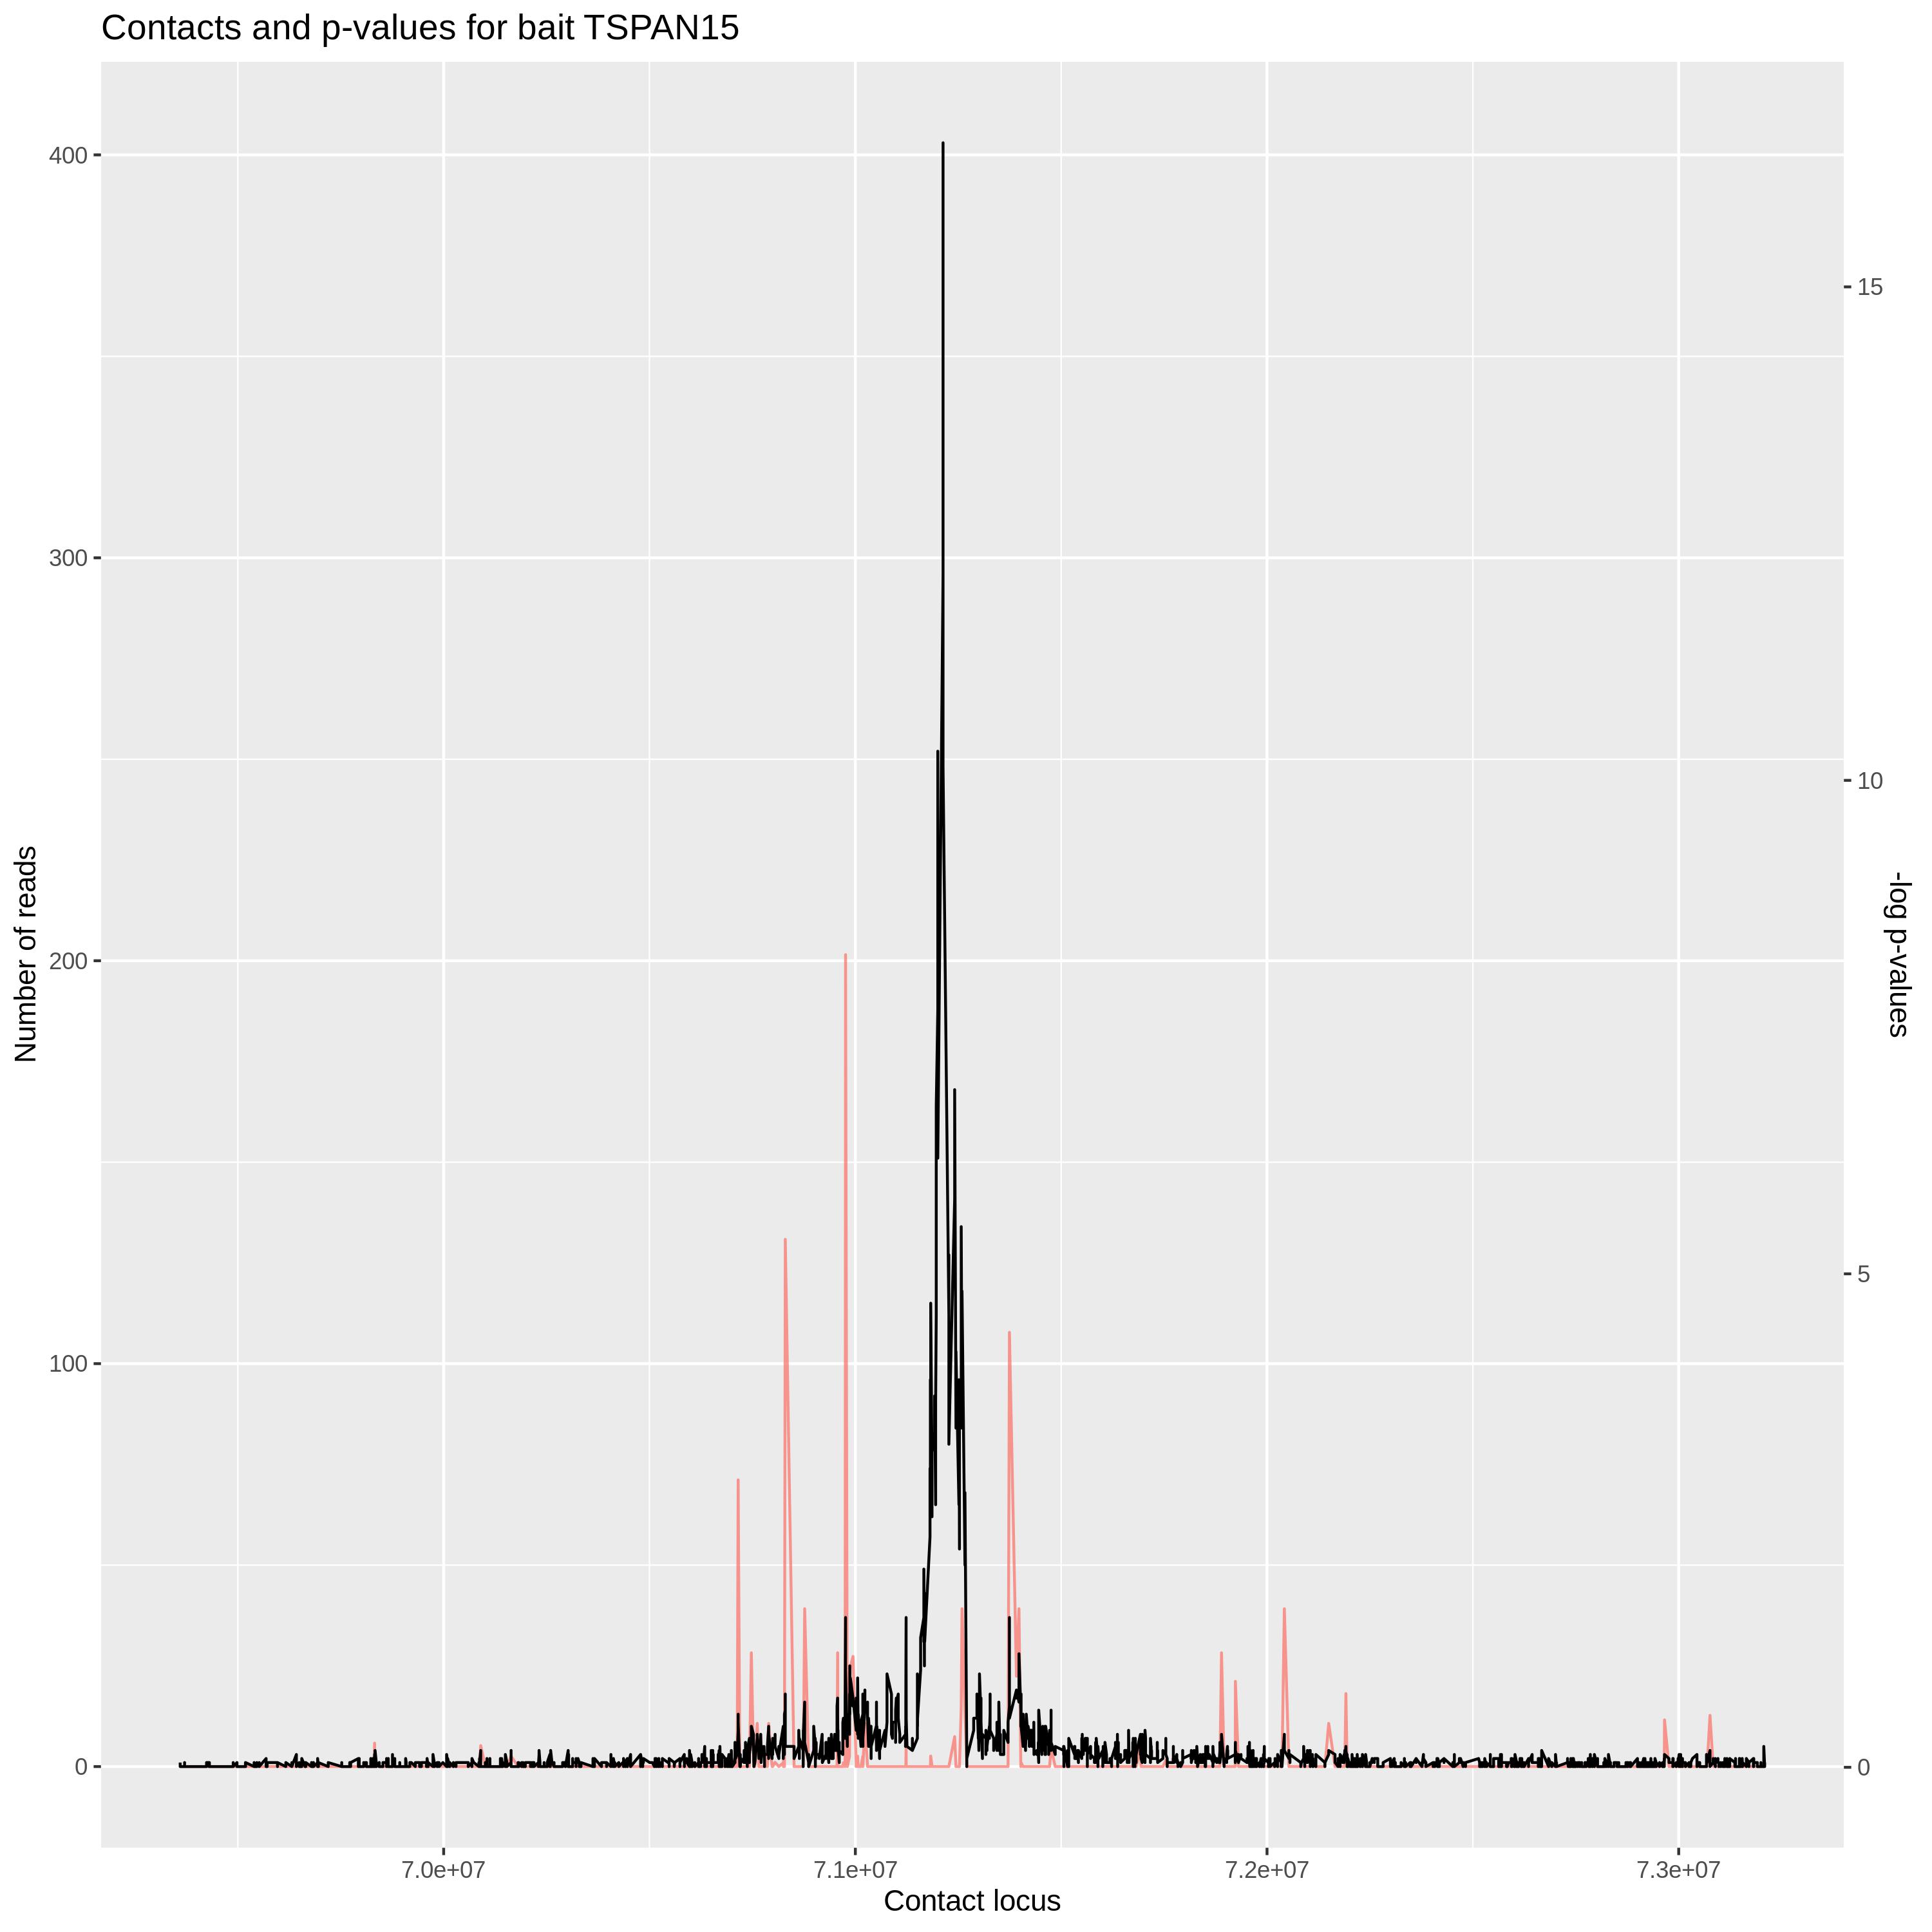 Contacts and p-values for bait TSPAN15
400
300
200
100
0
Number of reads
15
10
5
0
-log p-values
7.0e+07
7.1e+07
7.2e+07
7.3e+07
Contact locus